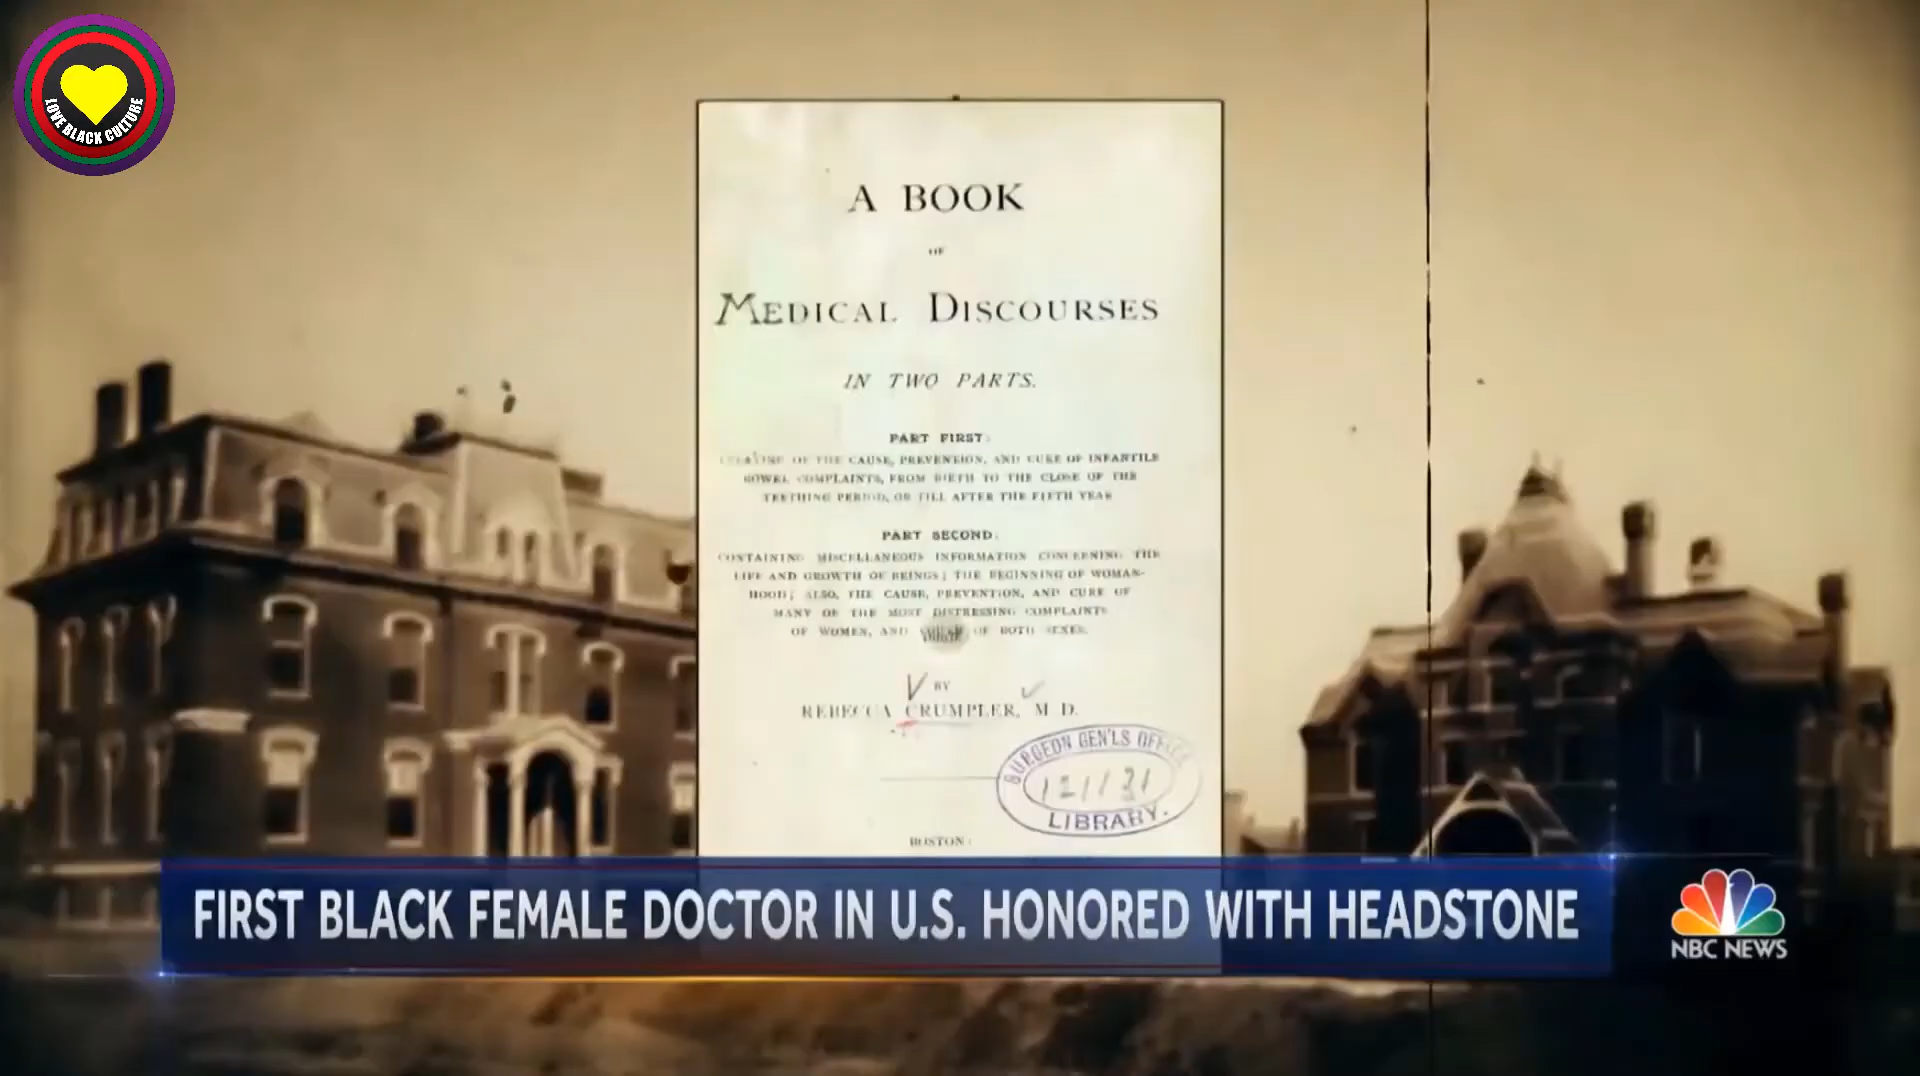 LOVE BLACK CULTURE
A BOOK
OF
MEDICAL DISCOURSES
IN TWO PARTS.
PART FIRST:
TREATING OF THE CAUSE, PREVENTION, AND CURE OF INFANTILE
BOWEL COMPLAINTS, FROM BIRTH TO THE CLOSE OF THE
TEETHING PERIOD, OR TILL AFTER THE FIFTH YEAR
PART SECOND:
CONTAINING MISCELLANEOUS INFORMATION CONCERNING THE
LIFE AND GROWTH OF BEINGS; THE BEGINNING OF WOMAN-
HOOD; ALSO, THE CAUSE, PREVENTION, AND CURE OF
MANY OF THE MOST DISTRESSING COMPLAINTS
OF WOMEN, AND OF BOTH SEXES.
BY
REBECCA CRUMPLER, M D.
SURGEON GEN'LS OFFICE
LIBRARY.
BOSTON:
FIRST BLACK FEMALE DOCTOR IN U.S. HONORED WITH HEADSTONE
NBC NEWS